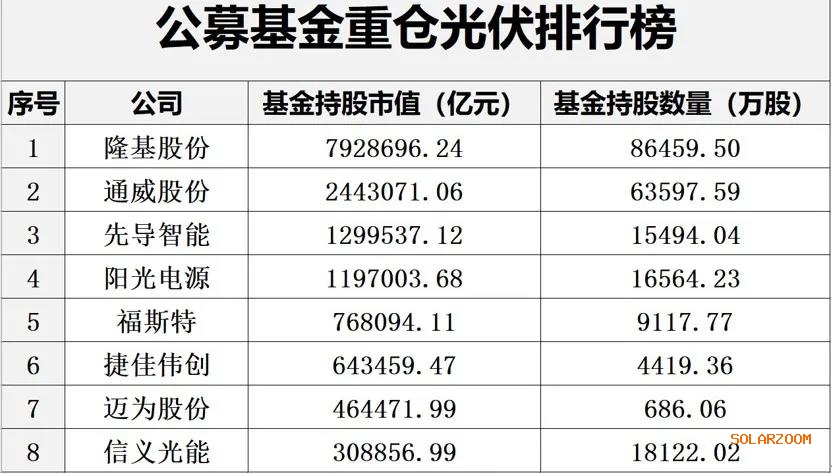 公募基金重仓光伏排行榜
序号 公司 基金持股市值（亿元） 基金持股数量（万股）
1 隆基股份 7928696.24 86459.50
2 通威股份 2443071.06 63597.59
3 先导智能 1299537.12 15494.04
4 阳光电源 1197003.68 16564.23
5 福斯特 768094.11 9117.77
6 捷佳伟创 643459.47 4419.36
7 迈为股份 464471.99 686.06
8 信义光能 308856.99 18122.02
SOLARZOOM